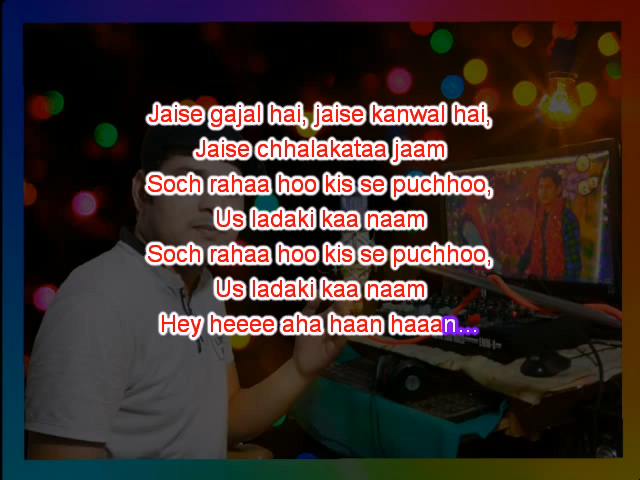 Jaise gajal hai, jaise kanwal hai,
Jaise chhalakataa jaam
Soch rahaa hoo kis se puchhoo,
Us ladaki kaa naam
Soch rahaa hoo kis se puchhoo,
Us ladaki kaa naam
Hey heeee aha haan haaan...